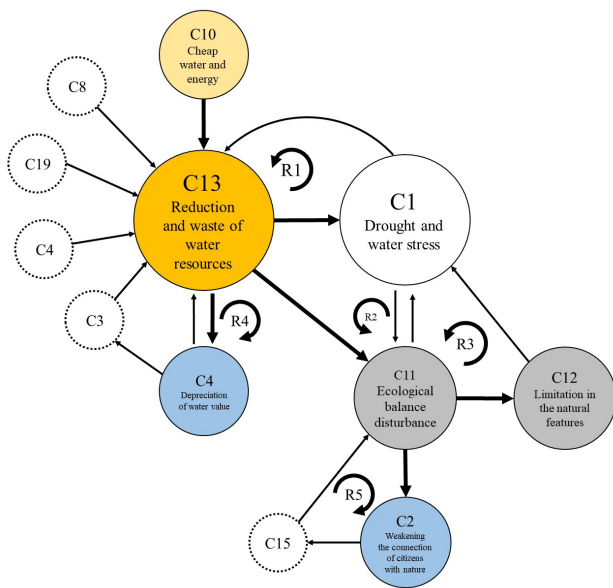 C10
Cheap
water and
energy
C8
C19
C4
C3
C13
Reduction
and waste of
water
resources
R1
C1
Drought and
water stress
R4
R2
R3
C4
Depreciation
of water value
C11
Ecological
balance
disturbance
C12
Limitation in
the natural
features
R5
C15
C2
Weakening
the connection
of citizens
with nature